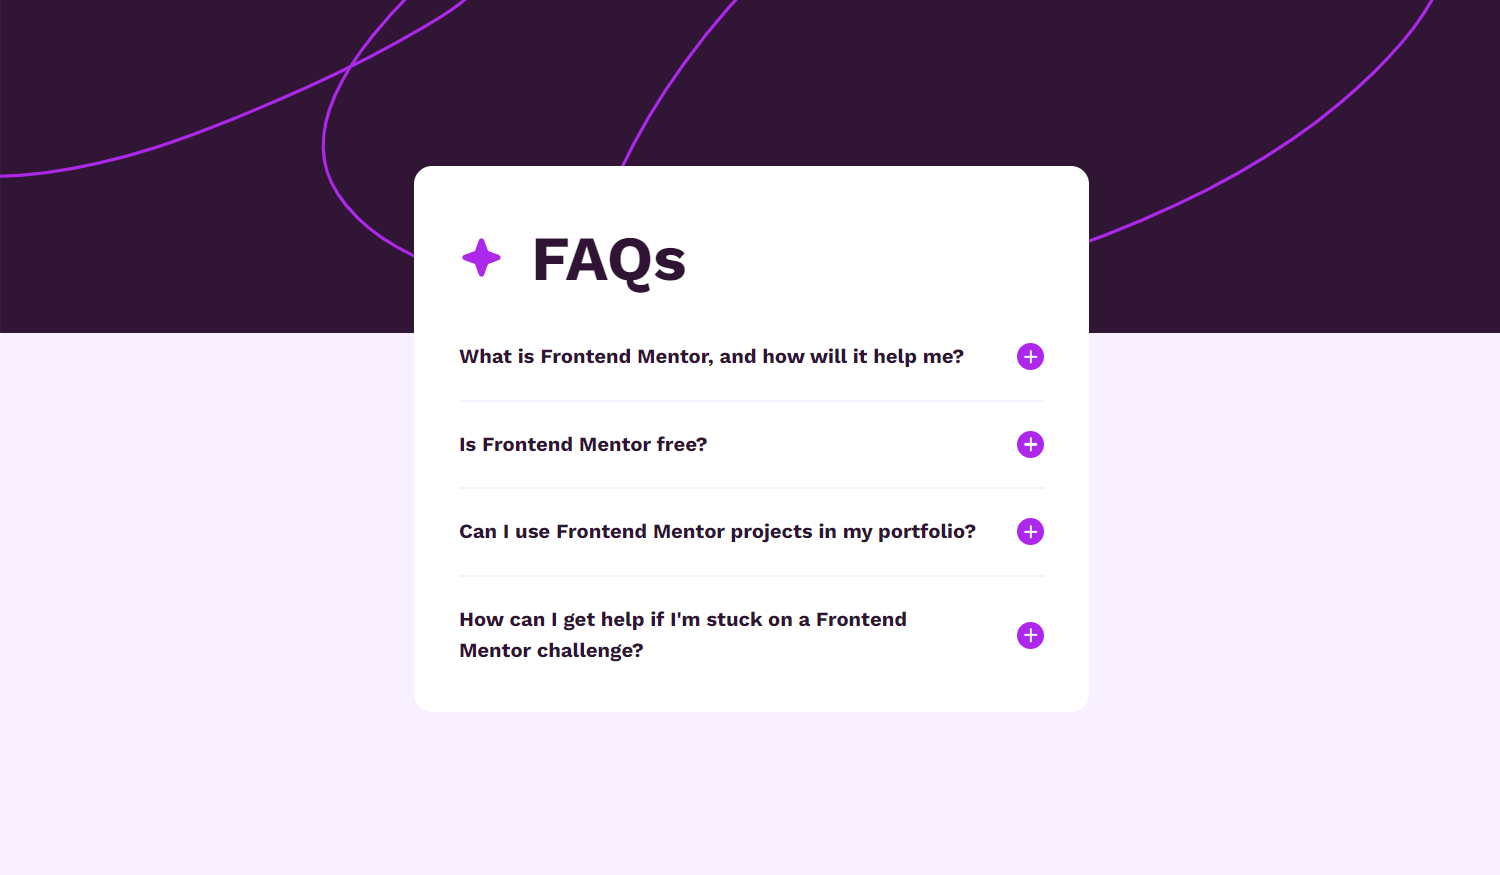 FAQs
What is Frontend Mentor, and how will it help me?
Is Frontend Mentor free?
Can I use Frontend Mentor projects in my portfolio?
How can I get help if I'm stuck on a Frontend
Mentor challenge?